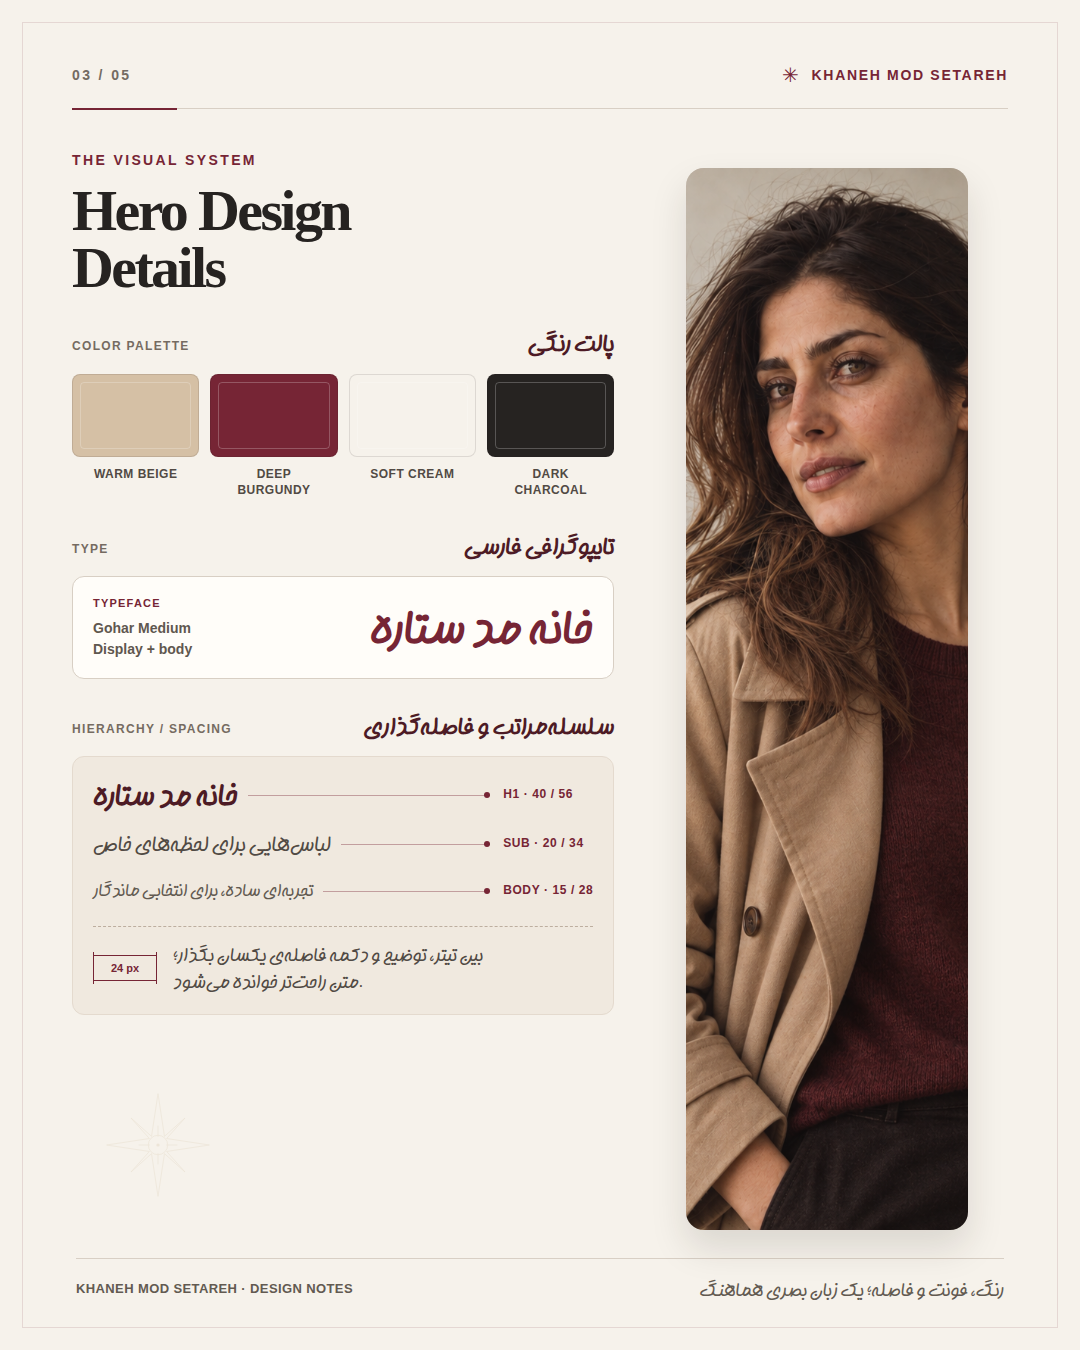 03 / 05
✳ KHANEH MOD SETAREH
THE VISUAL SYSTEM
Hero Design
Details
COLOR PALETTE
پالت رنگی
WARM BEIGE
DEEP
BURGUNDY
SOFT CREAM
DARK
CHARCOAL
TYPE
تایپوگرافی فارسی
TYPEFACE
Gohar Medium
Display + body
خانه مد ستاره
HIERARCHY / SPACING
سلسله‌مراتب و فاصله‌گذاری
خانه مد ستاره
H1 · 40 / 56
لباس‌هایی برای لحظه‌های خاص
SUB · 20 / 34
تجربه‌ای ساده، برای انتخابی ماندگار
BODY · 15 / 28
24 px
بین تیتر، توضیح و دکمه فاصله‌ی یکسان بگذار؛
متن راحت‌تر خوانده می‌شود.
KHANEH MOD SETAREH · DESIGN NOTES
رنگ، فونت و فاصله؛ یک زبان بصری هماهنگ